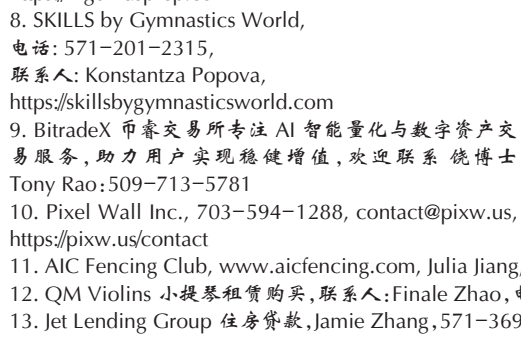 8. SKILLS by Gymnastics World,
电话: 571-201-2315,
联系人: Konstantza Popova,
https://skillsbygymnasticsworld.com
9. BitradeX 币睿交易所专注 AI 智能量化与数字资产交
易服务,助力用户实现稳健增值,欢迎联系 饶博士
Tony Rao:509-713-5781
10. Pixel Wall Inc., 703-594-1288, contact@pixw.us,
https://pixw.us/contact
11. AIC Fencing Club, www.aicfencing.com, Julia Jiang,
12. QM Violins 小提琴租赁购买,联系人:Finale Zhao,
13. Jet Lending Group 住房贷款,Jamie Zhang,571-369